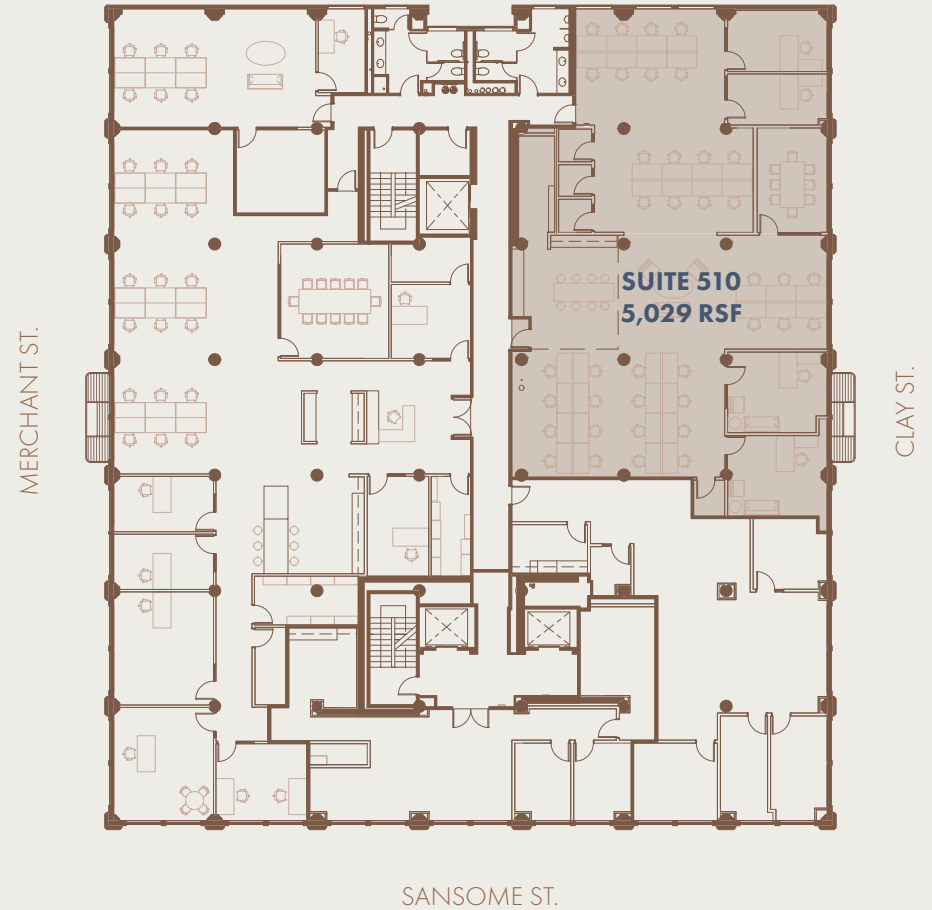 SUITE 510
5,029 RSF
MERCHANT ST.
CLAY ST.
SANSOME ST.